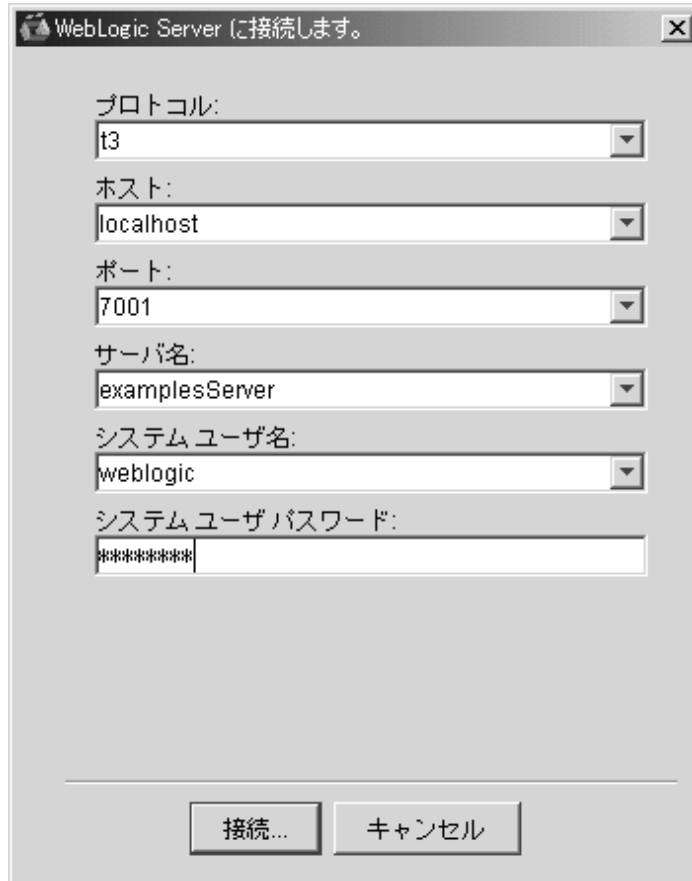 WebLogic Server に接続します。
プロトコル:
t3
ホスト:
localhost
ポート:
7001
サーバ名:
examplesServer
システム ユーザ名:
weblogic
システム ユーザ パスワード:
********
接続...
キャンセル